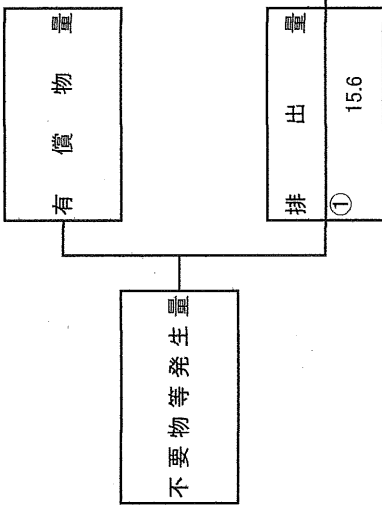 有償物量
不要物等発生量
排出量
①
15.6